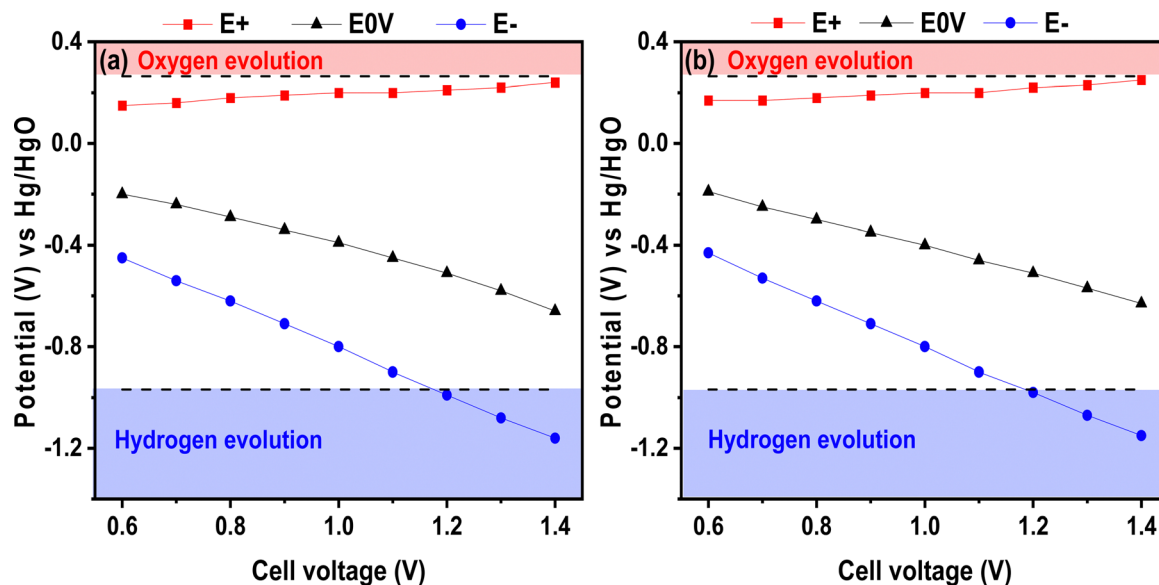 E+ E0V E-
(a) Oxygen evolution
0.4
0.0
-0.4
-0.8
-1.2
Potential (V) vs Hg/HgO
Hydrogen evolution
0.6 0.8 1.0 1.2 1.4
Cell voltage (V)
E+ E0V E-
(b) Oxygen evolution
0.4
0.0
-0.4
-0.8
-1.2
Potential (V) vs Hg/HgO
Hydrogen evolution
0.6 0.8 1.0 1.2 1.4
Cell voltage (V)